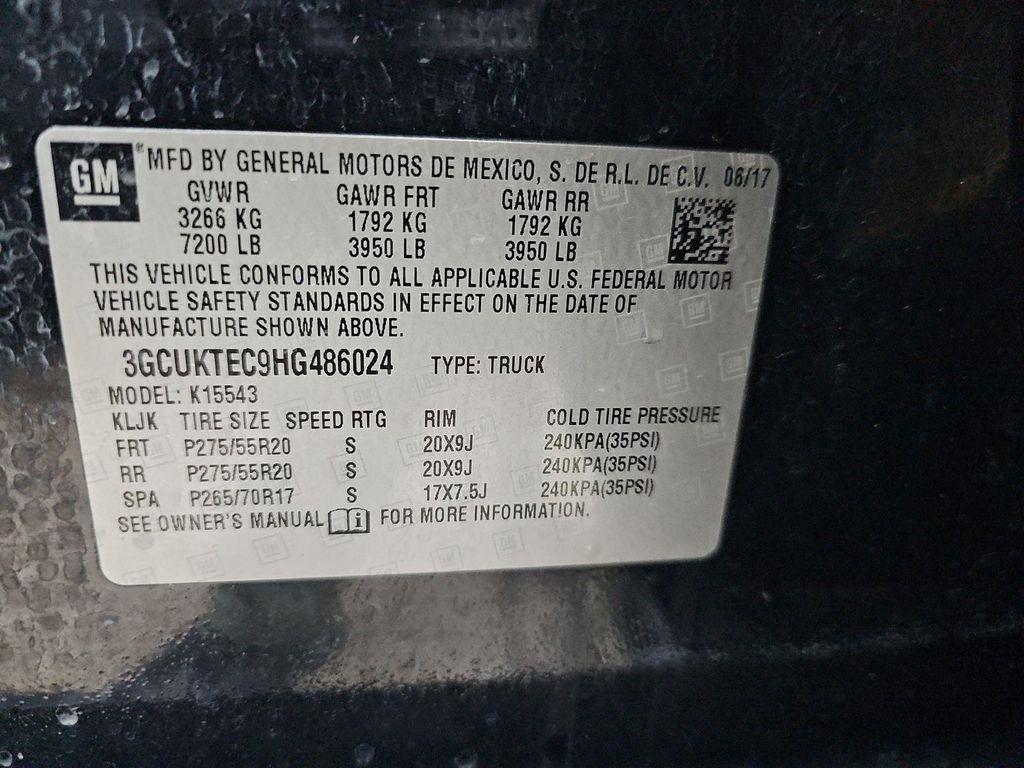 GM ® MFD BY GENERAL MOTORS DE MEXICO, S. DE R.L. DE C.V. 06/17
GVWR GAWR FRT GAWR RR
3266 KG 1792 KG 1792 KG
7200 LB 3950 LB 3950 LB
THIS VEHICLE CONFORMS TO ALL APPLICABLE U.S. FEDERAL MOTOR
VEHICLE SAFETY STANDARDS IN EFFECT ON THE DATE OF
MANUFACTURE SHOWN ABOVE.
3GCUKTEC9HG486024 TYPE: TRUCK
MODEL: K15543
KLJK TIRE SIZE SPEED RTG RIM COLD TIRE PRESSURE
FRT P275/55R20 S 20X9J 240KPA(35PSI)
RR P275/55R20 S 20X9J 240KPA(35PSI)
SPA P265/70R17 S 17X7.5J 240KPA(35PSI)
SEE OWNER'S MANUAL i FOR MORE INFORMATION.